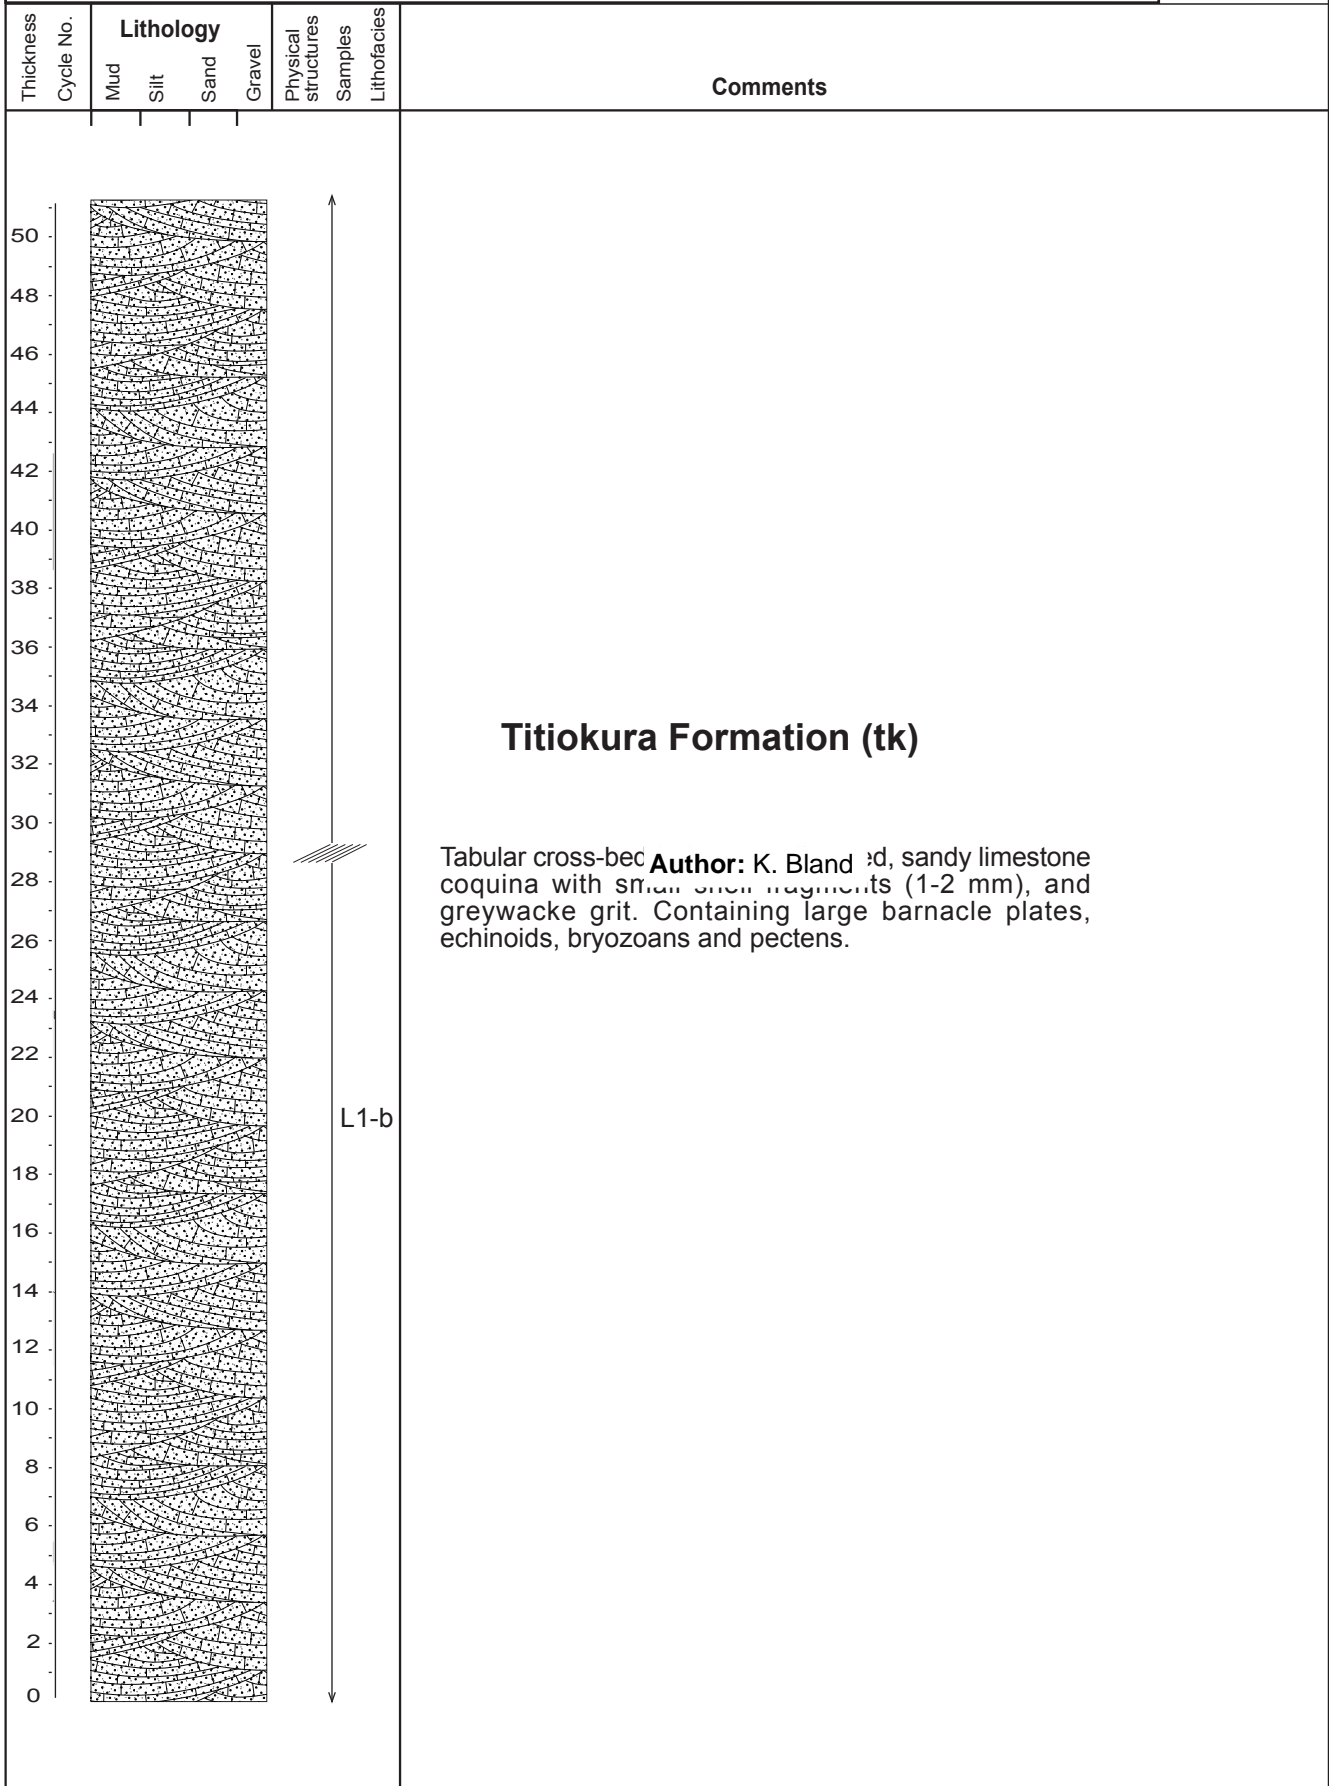 Thickness
Cycle No.
Lithology
Mud
Silt
Sand
Gravel
Physical
structures
Samples
Lithofacies
Comments
50
48
46
44
42
40
38
36
34
Titiokura Formation (tk)
32
30
Tabular cross-bed Author: K. Bland ed, sandy limestone
28
coquina with small shell fragments (1-2 mm), and
greywacke grit. Containing large barnacle plates,
26
echinoids, bryozoans and pectens.
24
22
20
L1-b
18
16
14
12
10
8
6
4
2
0